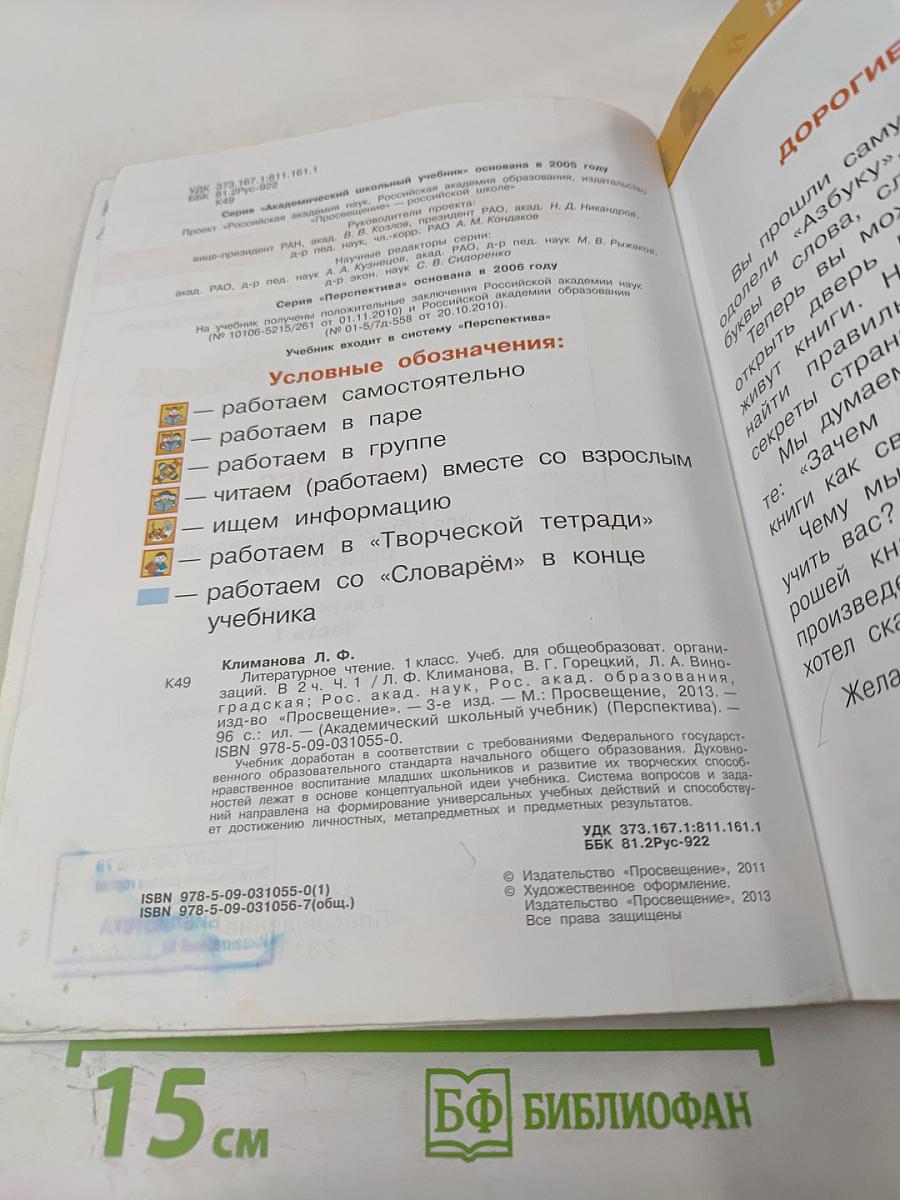 УДК 373.167.1:811.161.1
ББК 81.2Рус-922
К49
Серия «Академический школьный учебник» основана в 2005 году
Проект «Российская академия наук, Российская академия образования, издательство
«Просвещение» — российской школе»
Руководители проекта:
вице-президент РАН, акад. В. В. Козлов, президент РАО, акад. Н. Д. Никандров,
д-р пед. наук, чл.-корр. РАО А. М. Кондаков
Научные редакторы серии:
акад. РАО, д-р пед. наук А. А. Кузнецов, акад. РАО, д-р пед. наук М. В. Рыжаков,
д-р экон. наук С. В. Сидоренко
Серия «Перспектива» основана в 2006 году
На учебник получены положительные заключения Российской академии наук
(№ 10106-5215/261 от 01.11.2010) и Российской академии образования
(№ 01-5/7д-558 от 20.10.2010).
Учебник входит в систему «Перспектива»
Условные обозначения:
— работаем самостоятельно
— работаем в паре
— работаем в группе
— читаем (работаем) вместе со взрослым
— ищем информацию
— работаем в «Творческой тетради»
— работаем со «Словарём» в конце
учебника
Климанова Л. Ф.
К49 Литературное чтение. 1 класс. Учеб. для общеобразоват. органи-
заций. В 2 ч. Ч. 1 / Л. Ф. Климанова, В. Г. Горецкий, Л. А. Вино-
градская; Рос. акад. наук, Рос. акад. образования,
изд-во «Просвещение». — 3-е изд. — М.: Просвещение, 2013. —
96 с.: ил. — (Академический школьный учебник) (Перспектива). —
ISBN 978-5-09-031055-0.
Учебник доработан в соответствии с требованиями Федерального государст-
венного образовательного стандарта начального общего образования. Духовно-
нравственное воспитание младших школьников и развитие их творческих способ-
ностей лежат в основе концептуальной идеи учебника. Система вопросов и зада-
ний направлена на формирование универсальных учебных действий и способству-
ет достижению личностных, метапредметных и предметных результатов.
УДК 373.167.1:811.161.1
ББК 81.2Рус-922
ISBN 978-5-09-031055-0(1)
ISBN 978-5-09-031056-7(общ.)
© Издательство «Просвещение», 2011
© Художественное оформление.
Издательство «Просвещение», 2013
Все права защищены
ДОРОГИЕ
Вы прошли саму
одолели «Азбуку»,
буквы в слова, сл
Теперь вы мож
открыть дверь
живут книги. Н
найти правиль
секреты стран
Мы думаем
те: «Зачем
книги как св
Чему мы
учить вас?
рошей кн
произведе
хотел ска
Жела
15 см
БФ БИБЛИОФАН